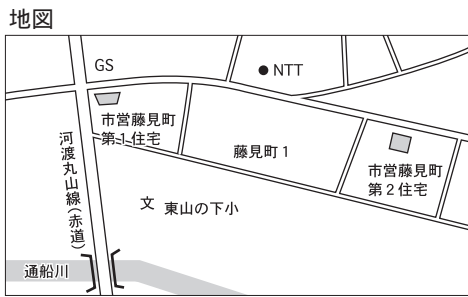 地図
GS
NTT
市営藤見町
第1住宅
藤見町1
市営藤見町
第2住宅
河渡丸山線(赤道)
文 東山の下小
通船川